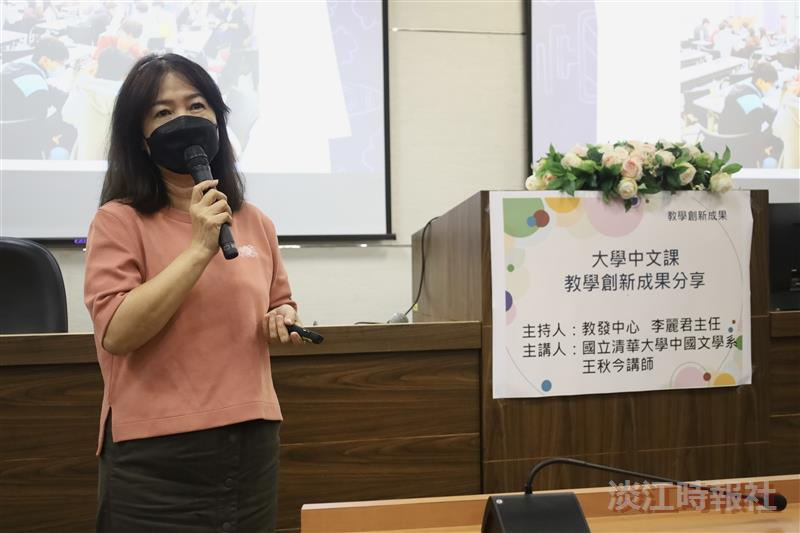 教學創新成果
大學中文課
教學創新成果分享
主持人：教發中心 李麗君主任
主講人：國立清華大學中國文學系
王秋今講師
淡江時報社